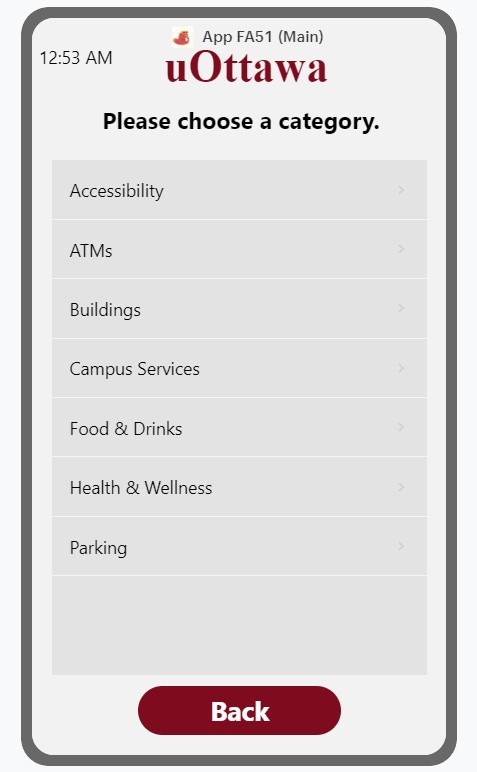 App FA51 (Main)
12:53 AM
uOttawa
Please choose a category.
Accessibility
ATMs
Buildings
Campus Services
Food & Drinks
Health & Wellness
Parking
Back